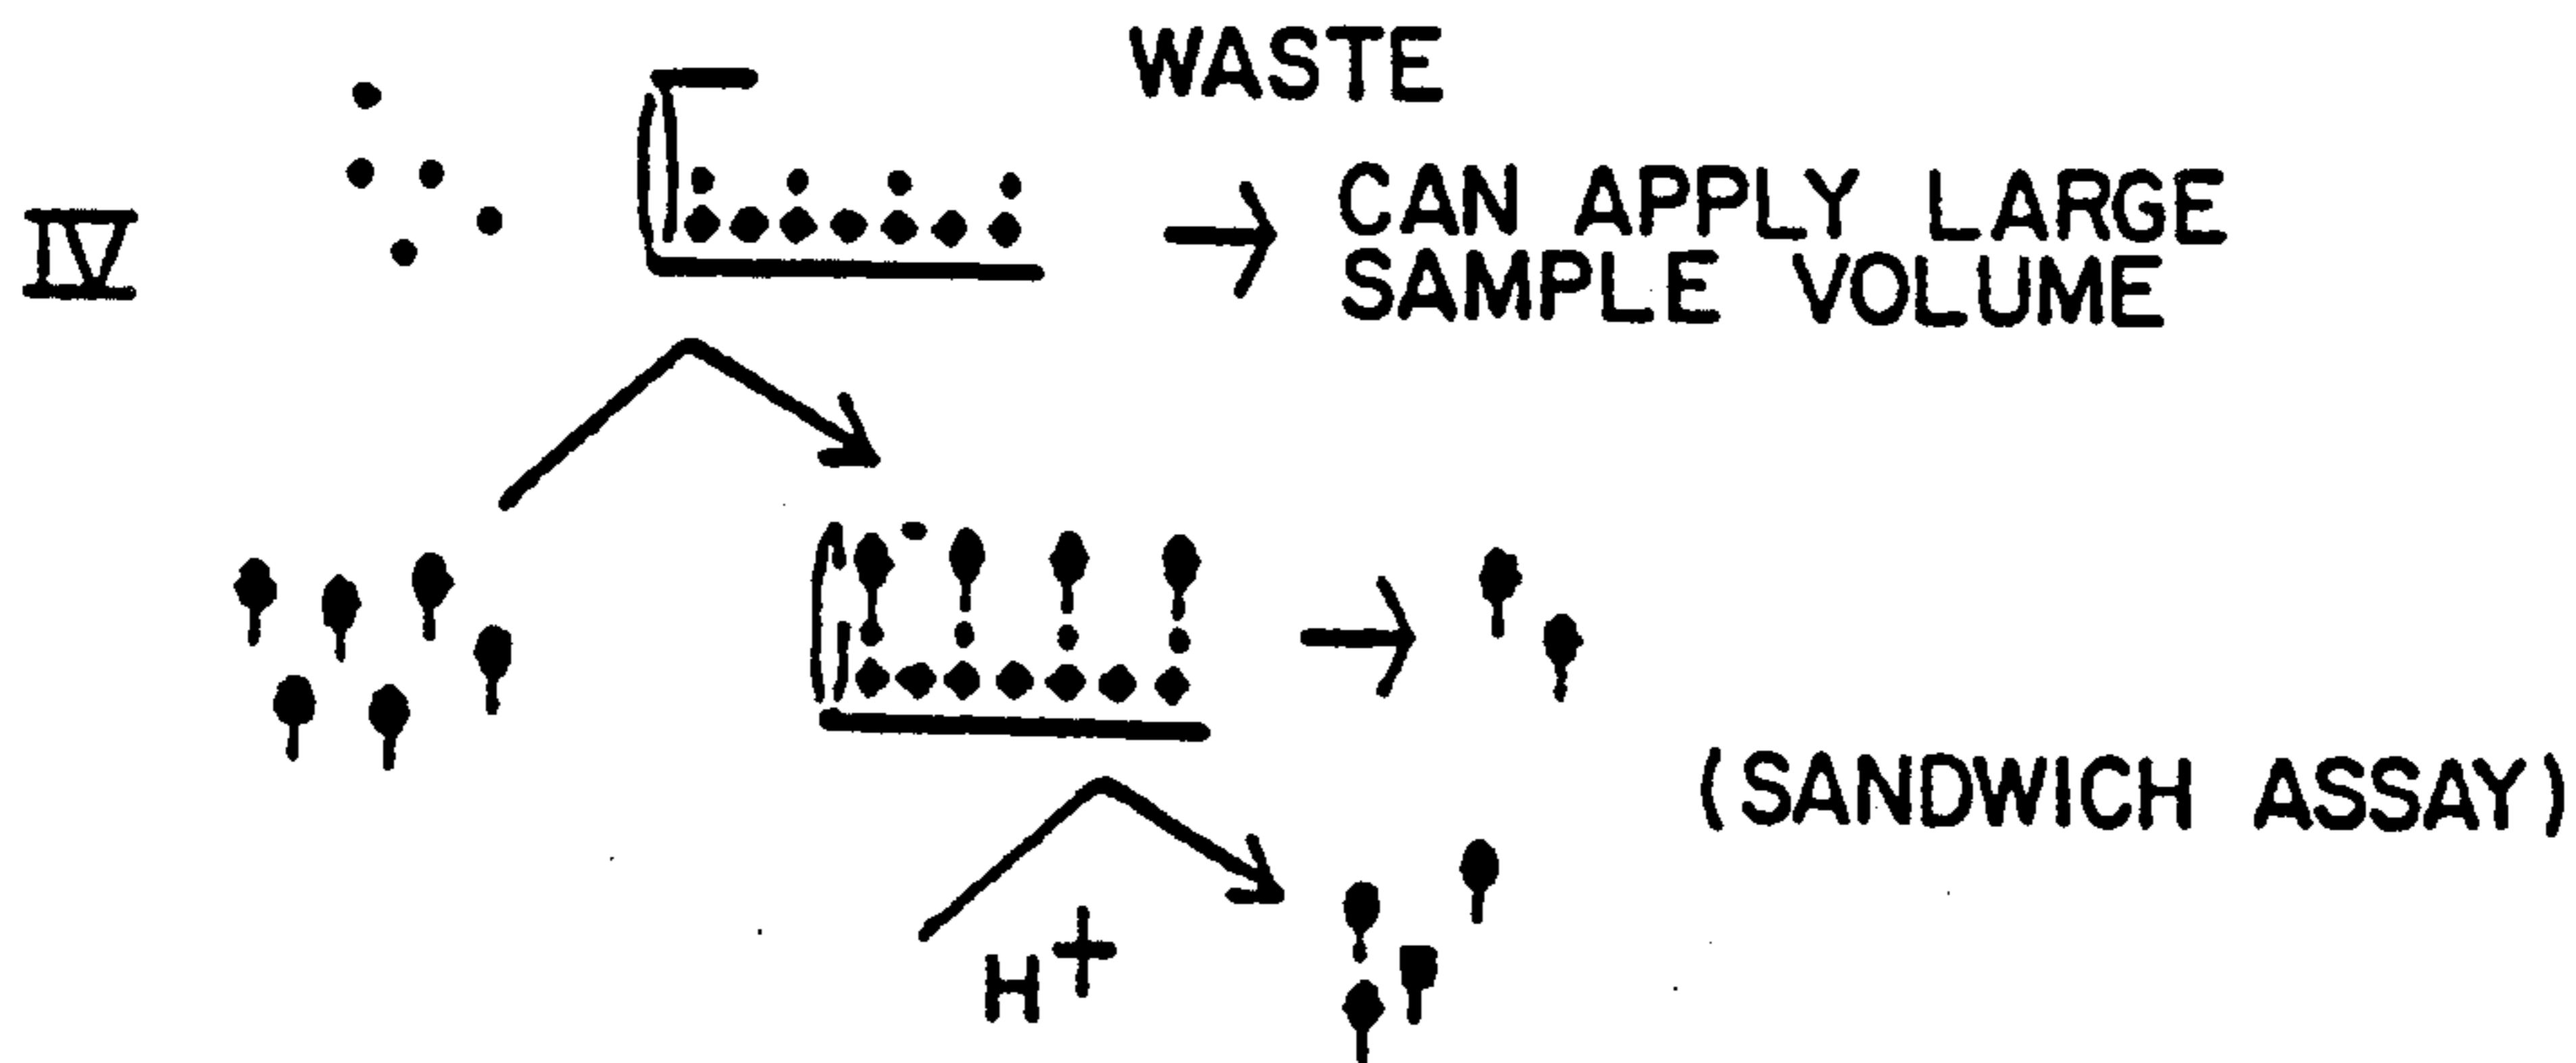 WASTE
IV
CAN APPLY LARGE
SAMPLE VOLUME
(SANDWICH ASSAY)
H+